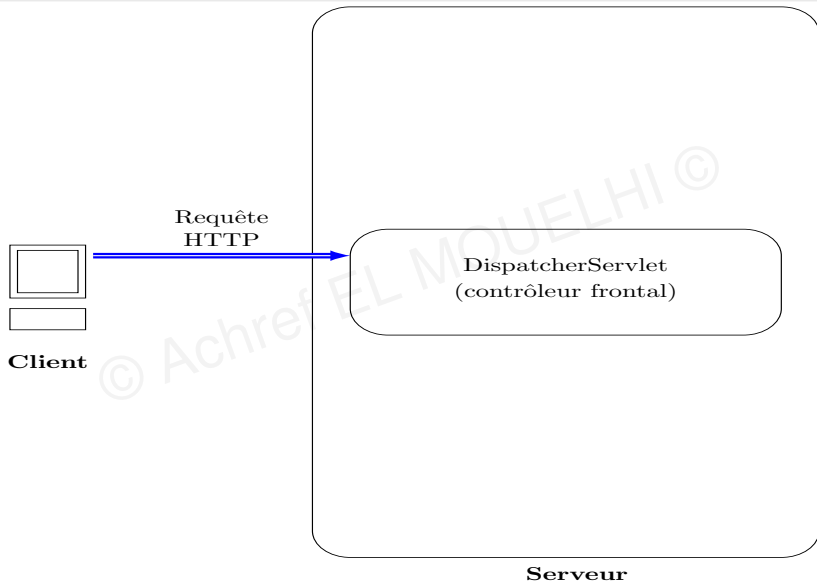 Requête
HTTP
DispatcherServlet
(contrôleur frontal)
Client
Serveur
© Achref EL MOUELHI ©